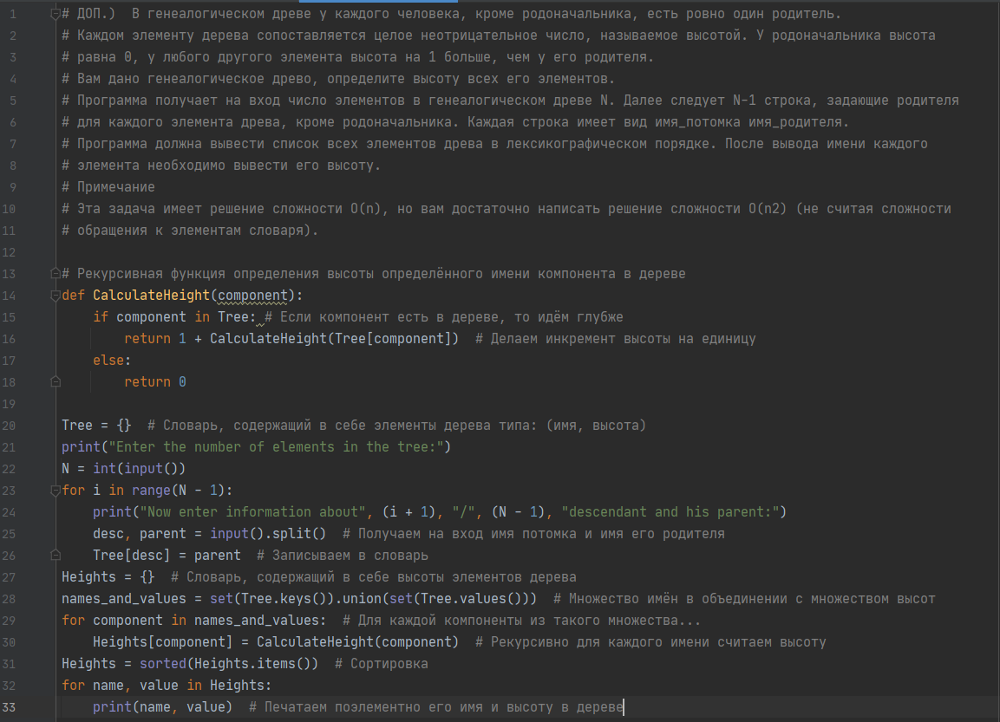 1 # ДОП.)  В генеалогическом древе у каждого человека, кроме родоначальника, есть ровно один родитель.
2 # Каждом элементу дерева сопоставляется целое неотрицательное число, называемое высотой. У родоначальника высота
3 # равна 0, у любого другого элемента высота на 1 больше, чем у его родителя.
4 # Вам дано генеалогическое древо, определите высоту всех его элементов.
5 # Программа получает на вход число элементов в генеалогическом древе N. Далее следует N-1 строка, задающие родителя
6 # для каждого элемента древа, кроме родоначальника. Каждая строка имеет вид имя_потомка имя_родителя.
7 # Программа должна вывести список всех элементов древа в лексикографическом порядке. После вывода имени каждого
8 # элемента необходимо вывести его высоту.
9 # Примечание
10 # Эта задача имеет решение сложности O(n), но вам достаточно написать решение сложности O(n2) (не считая сложности
11 # обращения к элементам словаря).
12
13 # Рекурсивная функция определения высоты определённого имени компонента в дереве
14 def CalculateHeight(component):
15     if component in Tree: # Если компонент есть в дереве, то идём глубже
16         return 1 + CalculateHeight(Tree[component])  # Делаем инкремент высоты на единицу
17     else:
18         return 0
19
20 Tree = {}  # Словарь, содержащий в себе элементы дерева типа: (имя, высота)
21 print("Enter the number of elements in the tree:")
22 N = int(input())
23 for i in range(N - 1):
24     print("Now enter information about", (i + 1), "/", (N - 1), "descendant and his parent:")
25     desc, parent = input().split()  # Получаем на вход имя потомка и имя его родителя
26     Tree[desc] = parent  # Записываем в словарь
27 Heights = {}  # Словарь, содержащий в себе высоты элементов дерева
28 names_and_values = set(Tree.keys()).union(set(Tree.values()))  # Множество имён в объединении с множеством высот
29 for component in names_and_values:  # Для каждой компоненты из такого множества...
30     Heights[component] = CalculateHeight(component)  # Рекурсивно для каждого имени считаем высоту
31 Heights = sorted(Heights.items())  # Сортировка
32 for name, value in Heights:
33     print(name, value)  # Печатаем поэлементно его имя и высоту в дереве